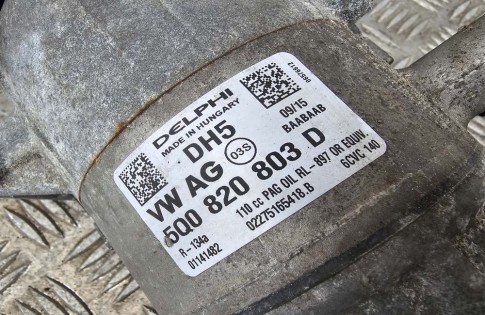 DELPHI
MADE IN HUNGARY
DH5
09/15
BAABAAB
VW AG 03S
5Q0 820 803 D
110 cc PAG OIL RL-897 OR EQUIV.
R-134a
GCVC 140
01141482
02275165418.B